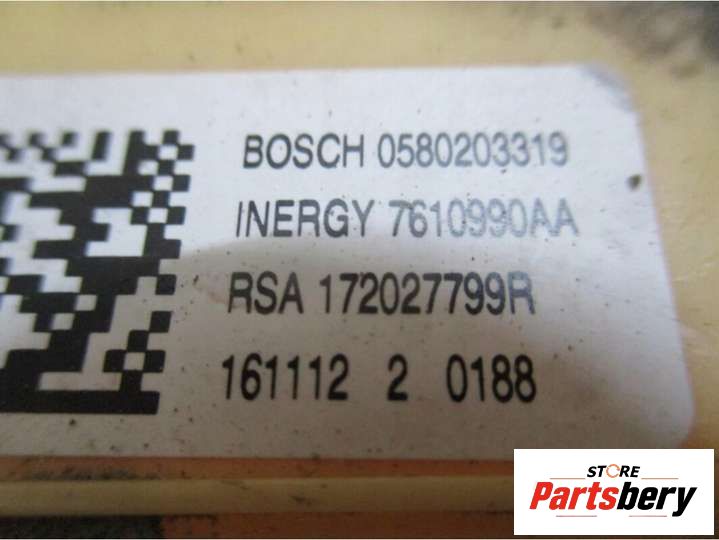 BOSCH 0580203319
INERGY 7610990AA
RSA 172027799R
161112 2 0188
STORE
Partsbery